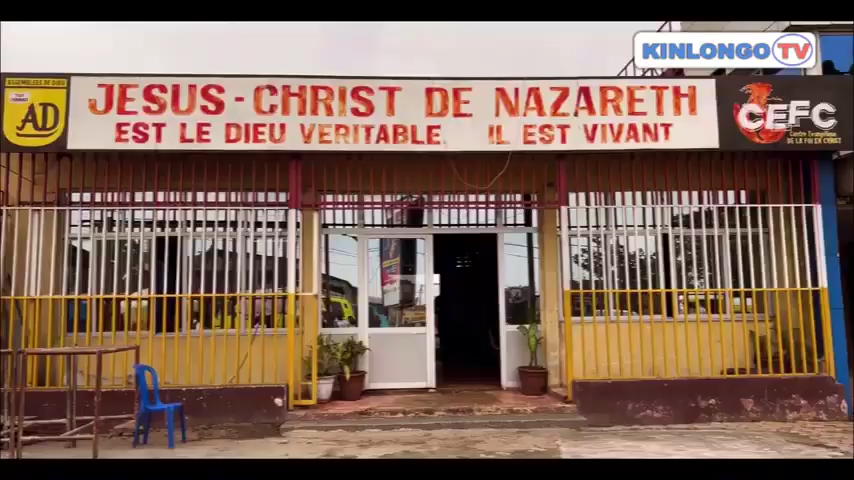 KINLONGO TV
ASSEMBLEES DE DIEU
AD
JESUS-CHRIST DE NAZARETH
EST LE DIEU VERITABLE. IL EST VIVANT
CEFC
Centre Evangélique
DE LA FOI EN CHRIST